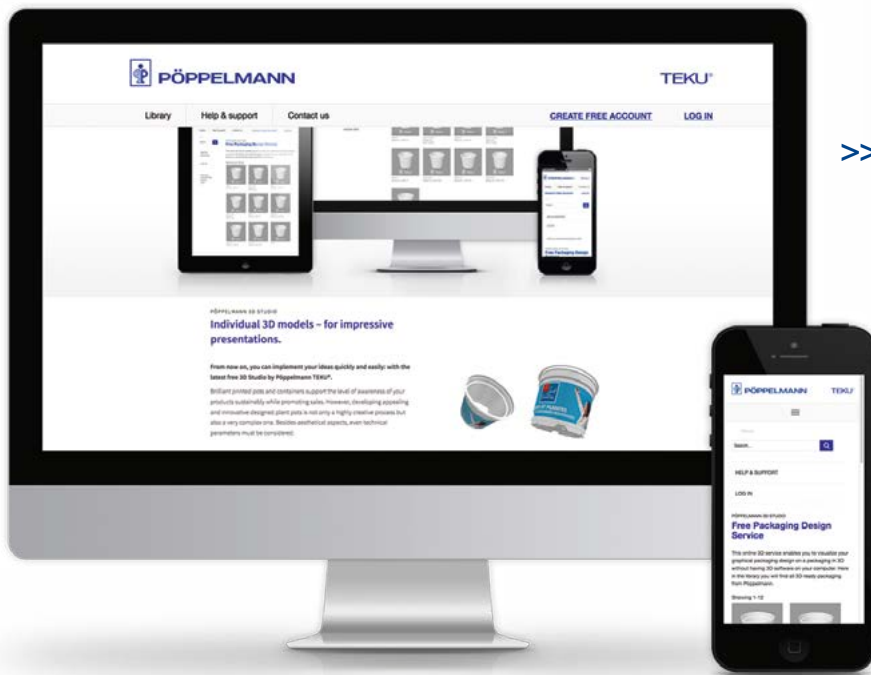 PÖPPELMANN
TEKU®
Library Help & support Contact us
CREATE FREE ACCOUNT LOG IN
>>
Free Packaging Design
PÖPPELMANN 3D STUDIO
Individual 3D models – for impressive
presentations.
From now on, you can implement your ideas quickly and easily: with the
latest free 3D Studio by Pöppelmann TEKU®.
Brilliant printed pots and containers support the level of awareness of your
products sustainably while promoting sales. However, developing appealing
and innovative designed plant pots is not only a highly creative process but
also a very complex one. Besides aesthetical aspects, even technical
parameters must be considered.
PÖPPELMANN TEKU®
Search...
HELP & SUPPORT
LOG IN
PÖPPELMANN 3D STUDIO
Free Packaging Design
Service
This online 3D service enables you to visualize your
graphical packaging design on a packaging in 3D
without having 3D software on your computer. Here
in the library you will find all 3D ready packaging
from Pöppelmann.
Showing 1-12